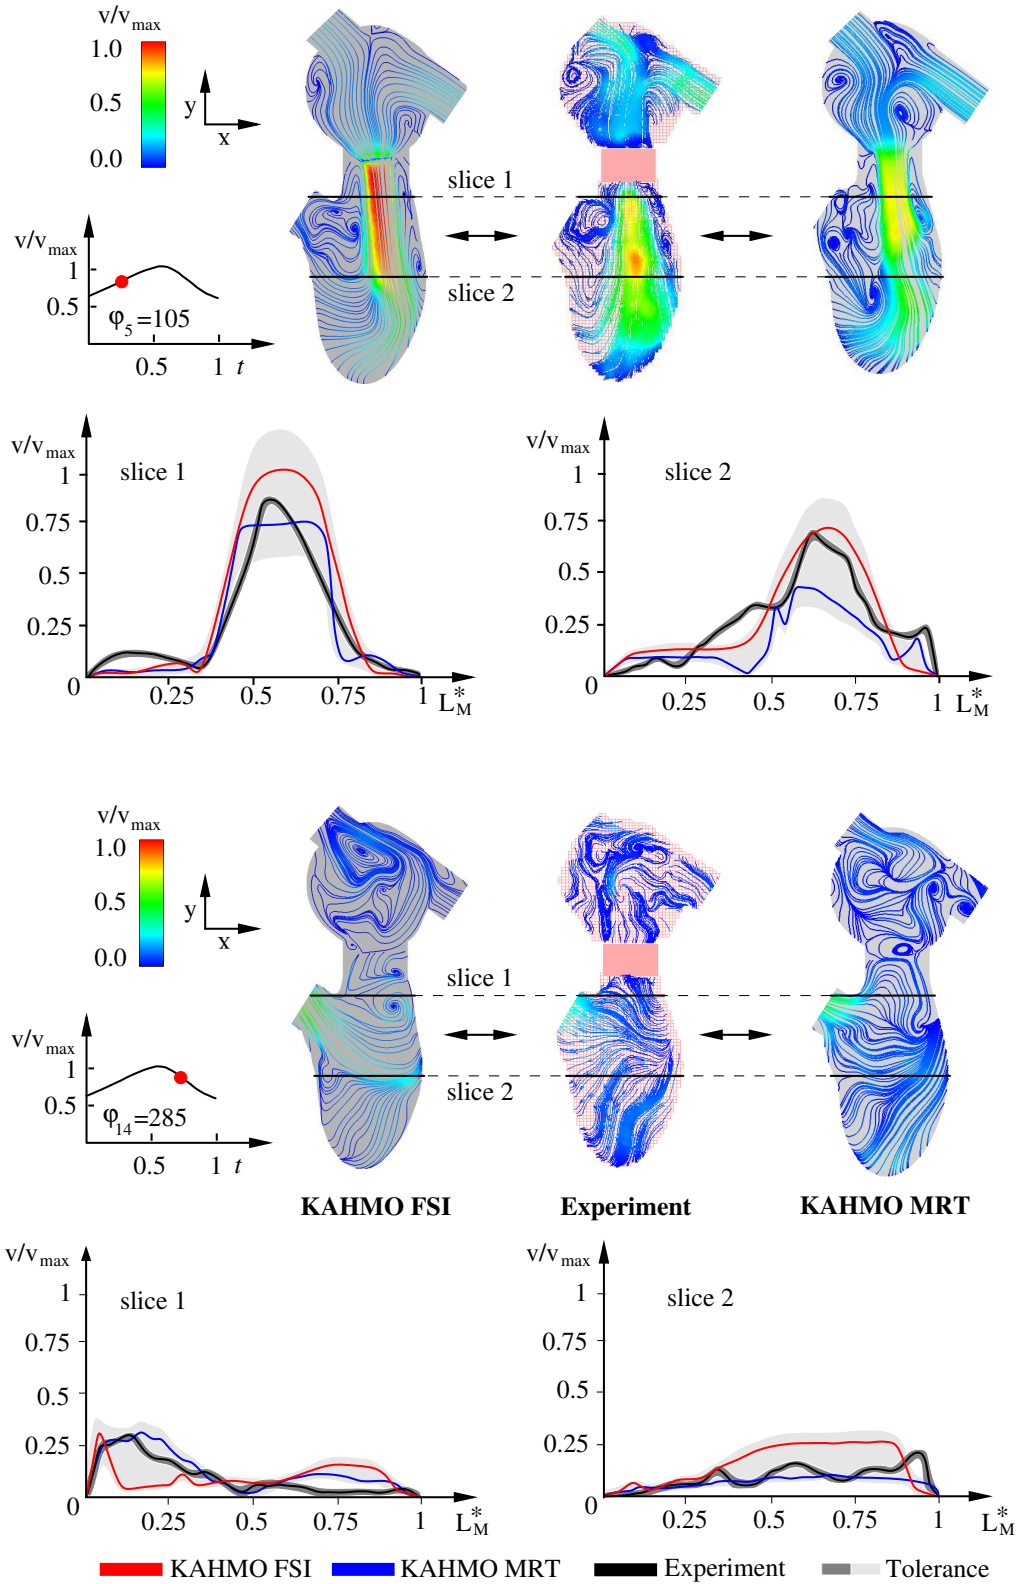 v/v_max
1.0
0.5
0.0
y
x
slice 1
slice 2
v/v_max
1
0.5
φ_5=105
0.5
1
t
v/v_max
1
0.75
0.5
0.25
0
slice 1
0.25
0.5
0.75
1
L_M^*
v/v_max
1
0.75
0.5
0.25
0
slice 2
0.25
0.5
0.75
1
L_M^*
v/v_max
1.0
0.5
0.0
y
x
slice 1
slice 2
v/v_max
1
0.5
φ_14=285
0.5
1
t
KAHMO FSI
Experiment
KAHMO MRT
v/v_max
1
0.75
0.5
0.25
0
slice 1
0.25
0.5
0.75
1
L_M^*
v/v_max
1
0.75
0.5
0.25
0
slice 2
0.25
0.5
0.75
1
L_M^*
KAHMO FSI
KAHMO MRT
Experiment
Tolerance